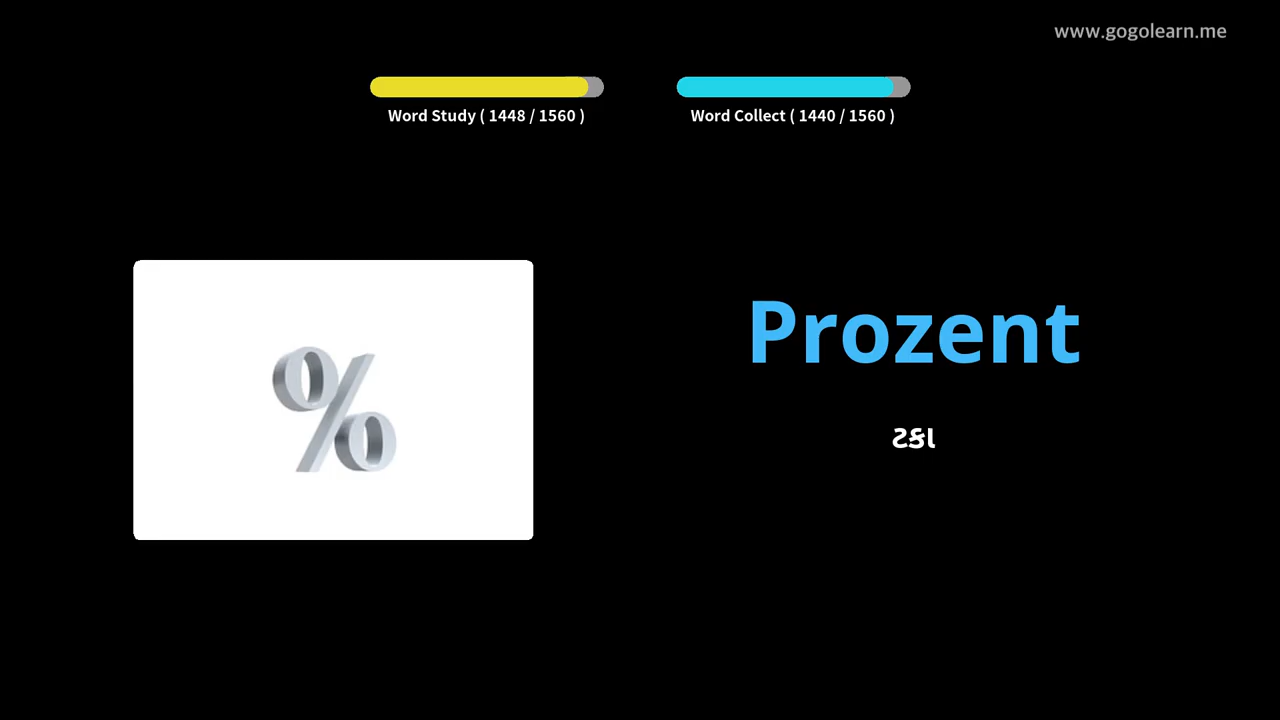 www.gogolearn.me
Word Study ( 1448 / 1560 )
Word Collect ( 1440 / 1560 )
%
Prozent
ટકા